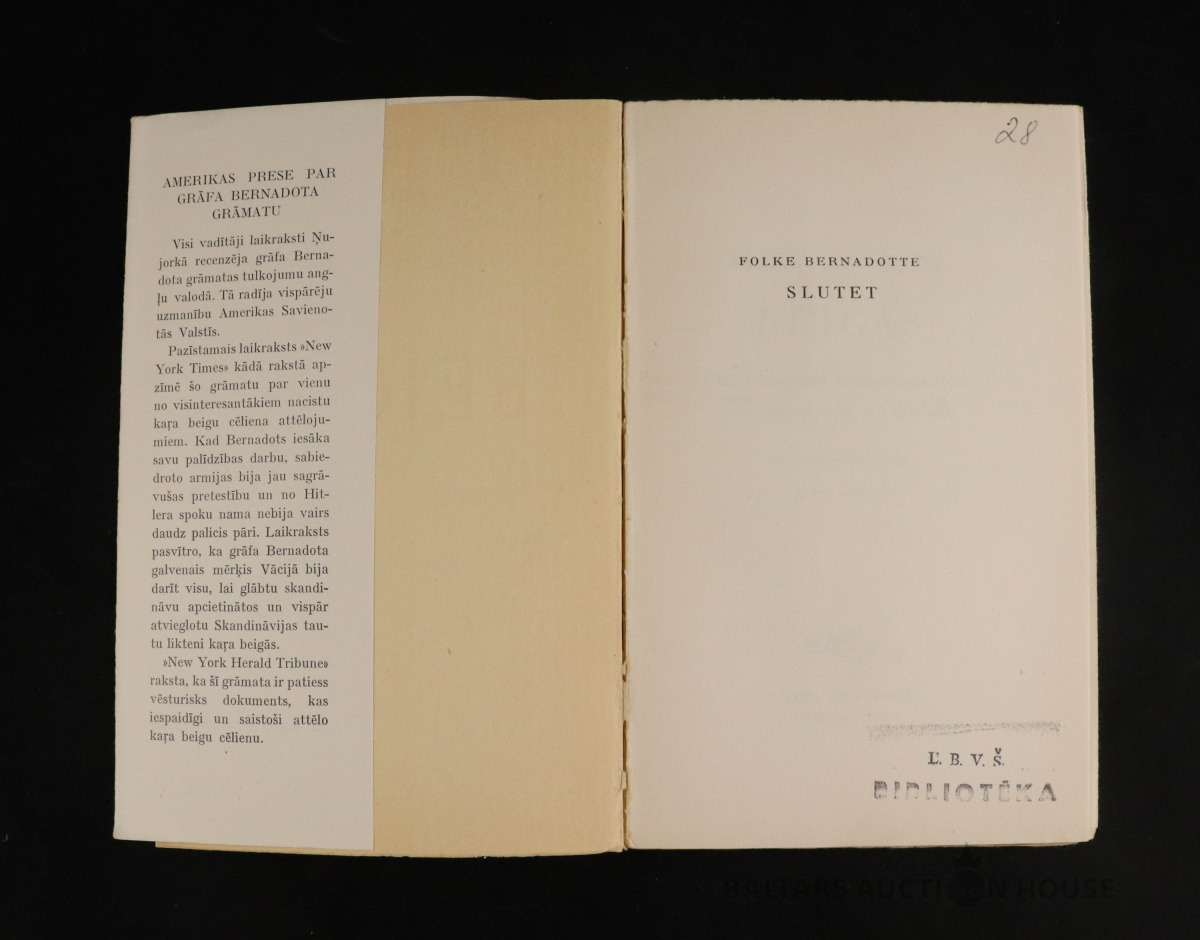 AMERIKAS PRESE PAR
GRĀFA BERNADOTA
GRĀMATU
Visi vadītāji laikraksti Ņu-
jorkā recenzēja grāfa Berna-
dota grāmatas tulkojumu ang-
ļu valodā. Tā radīja vispārēju
uzmanību Amerikas Savieno-
tās Valstīs.
Pazīstamais laikraksts »New
York Times» kādā rakstā ap-
zīmē šo grāmatu par vienu
no visinteresantākiem nacistu
kaŗa beigu cēliena attēloju-
miem. Kad Bernadots iesāka
savu palīdzības darbu, sabie-
droto armijas bija jau sagrā-
vušas pretestību un no Hit-
lera spoku nama nebija vairs
daudz palicis pāri. Laikraksts
pasvītro, ka grāfa Bernadota
galvenais mērķis Vācijā bija
darīt visu, lai glābtu skandi-
nāvu apcietinātos un vispār
atvieglotu Skandināvijas tau-
tu likteni kaŗa beigās.
»New York Herald Tribune»
raksta, ka šī grāmata ir patiess
vēsturisks dokuments, kas
iespaidīgi un saistoši attēlo
kaŗa beigu cēlienu.
28
FOLKE BERNADOTTE
SLUTET
L. B. V. Š.
BIBLIOTĒKA
BALTARS AUCTION HOUSE